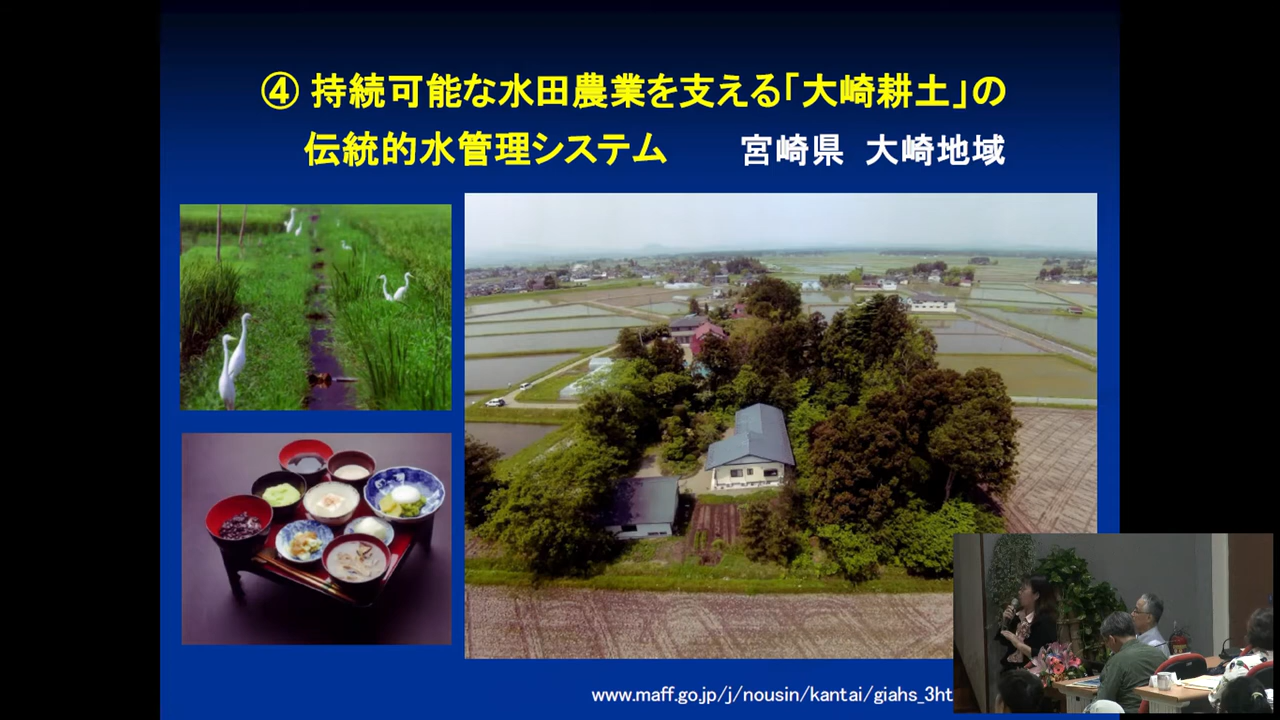 ④ 持続可能な水田農業を支える「大崎耕土」の
伝統的水管理システム 宮崎県 大崎地域
www.maff.go.jp/j/nousin/kantai/giahs_3ht